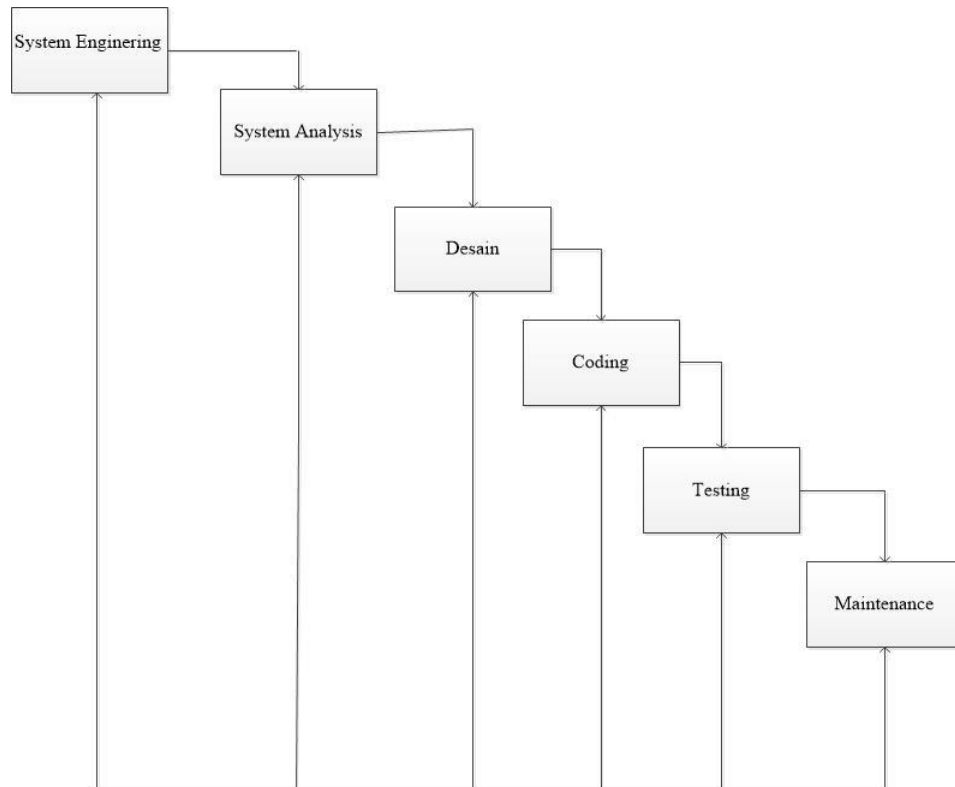 System Enginering
System Analysis
Desain
Coding
Testing
Maintenance